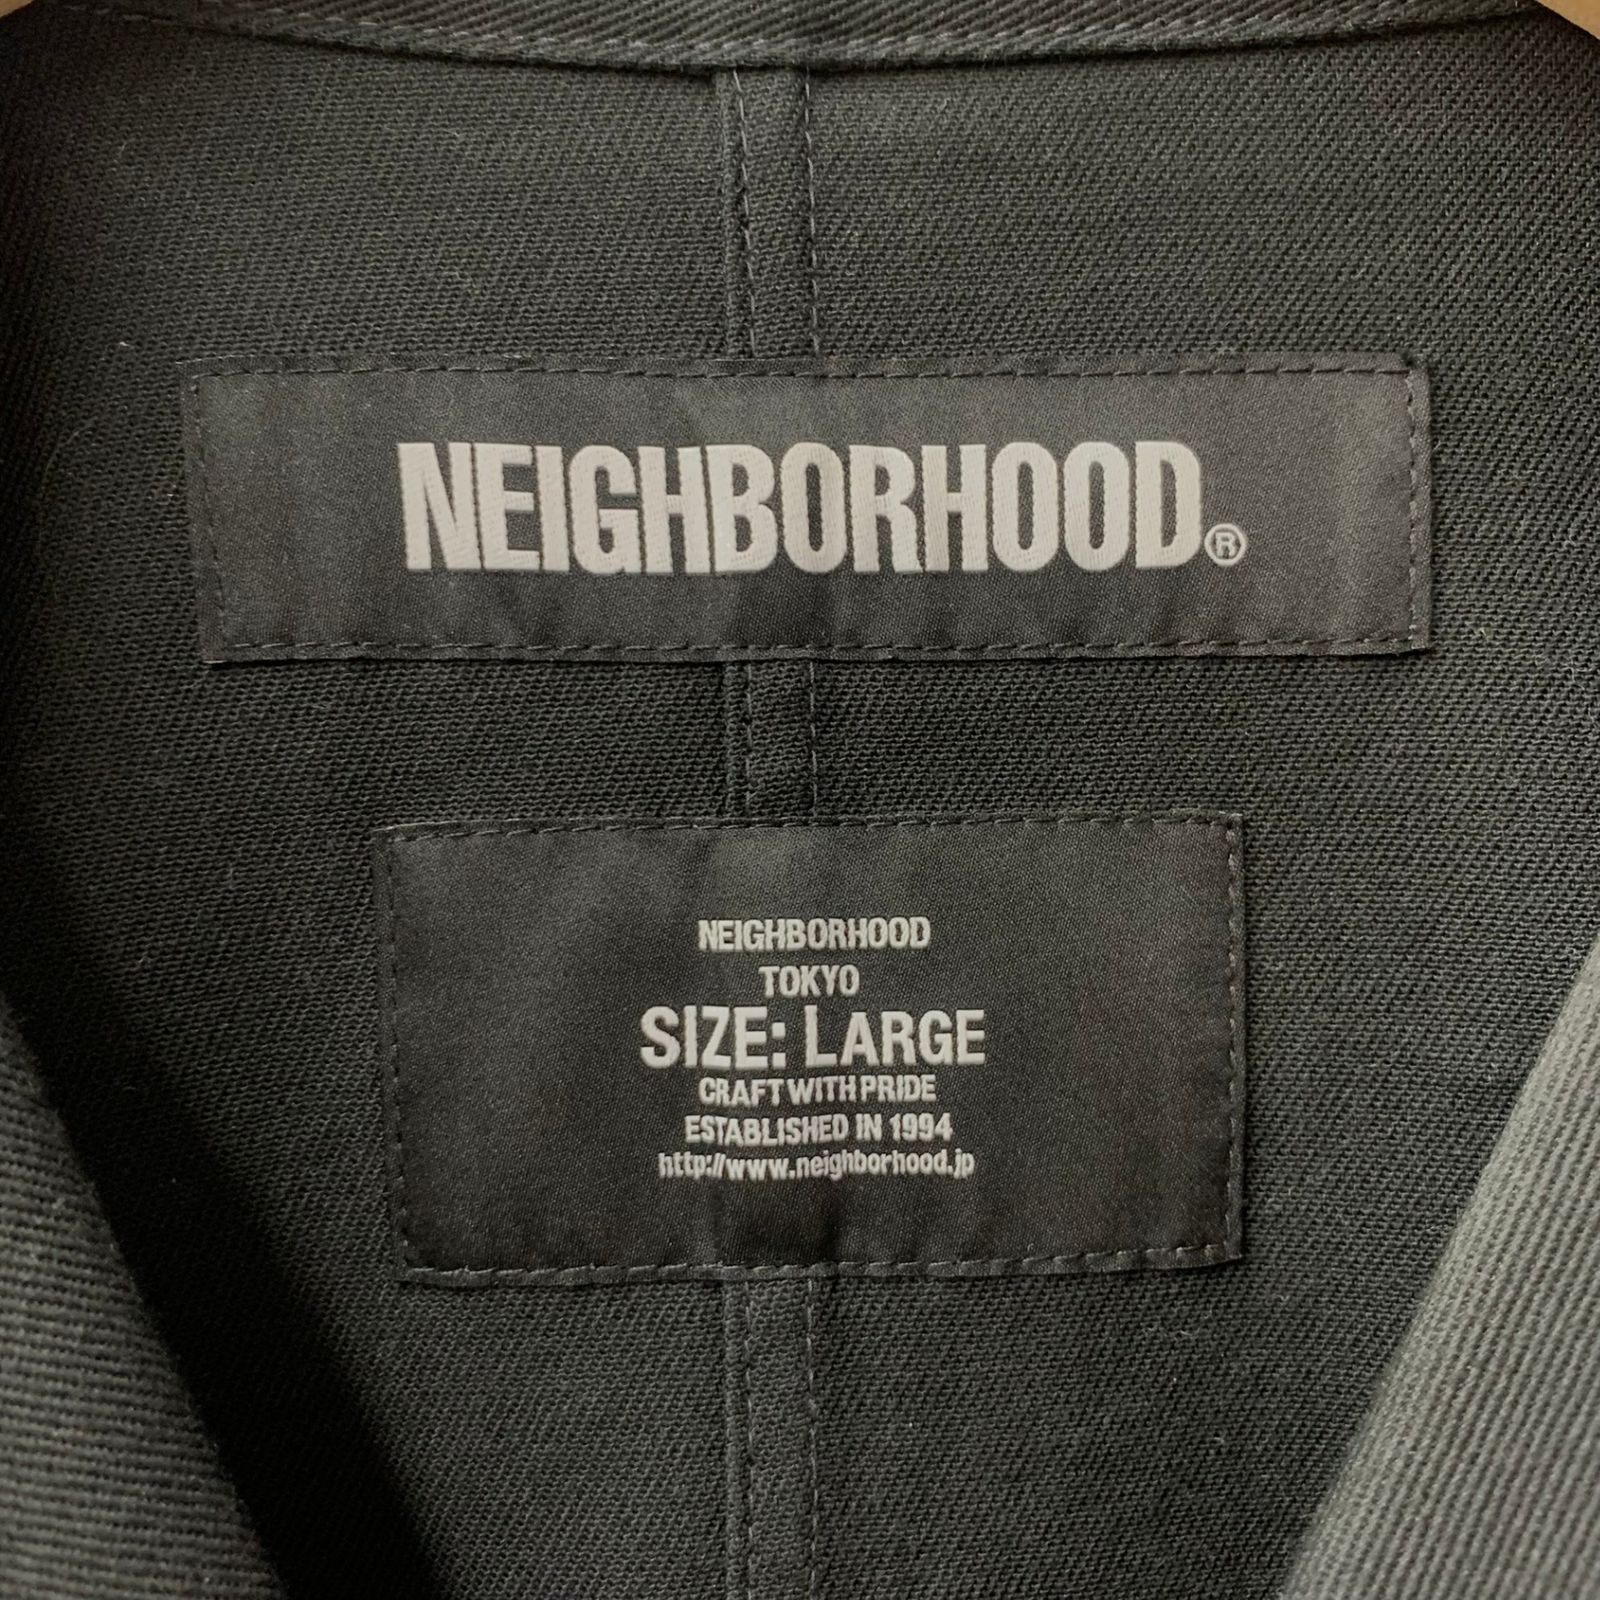 NEIGHBORHOOD®
NEIGHBORHOOD
TOKYO
SIZE: LARGE
CRAFT WITH PRIDE
ESTABLISHED IN 1994
http://www.neighborhood.jp